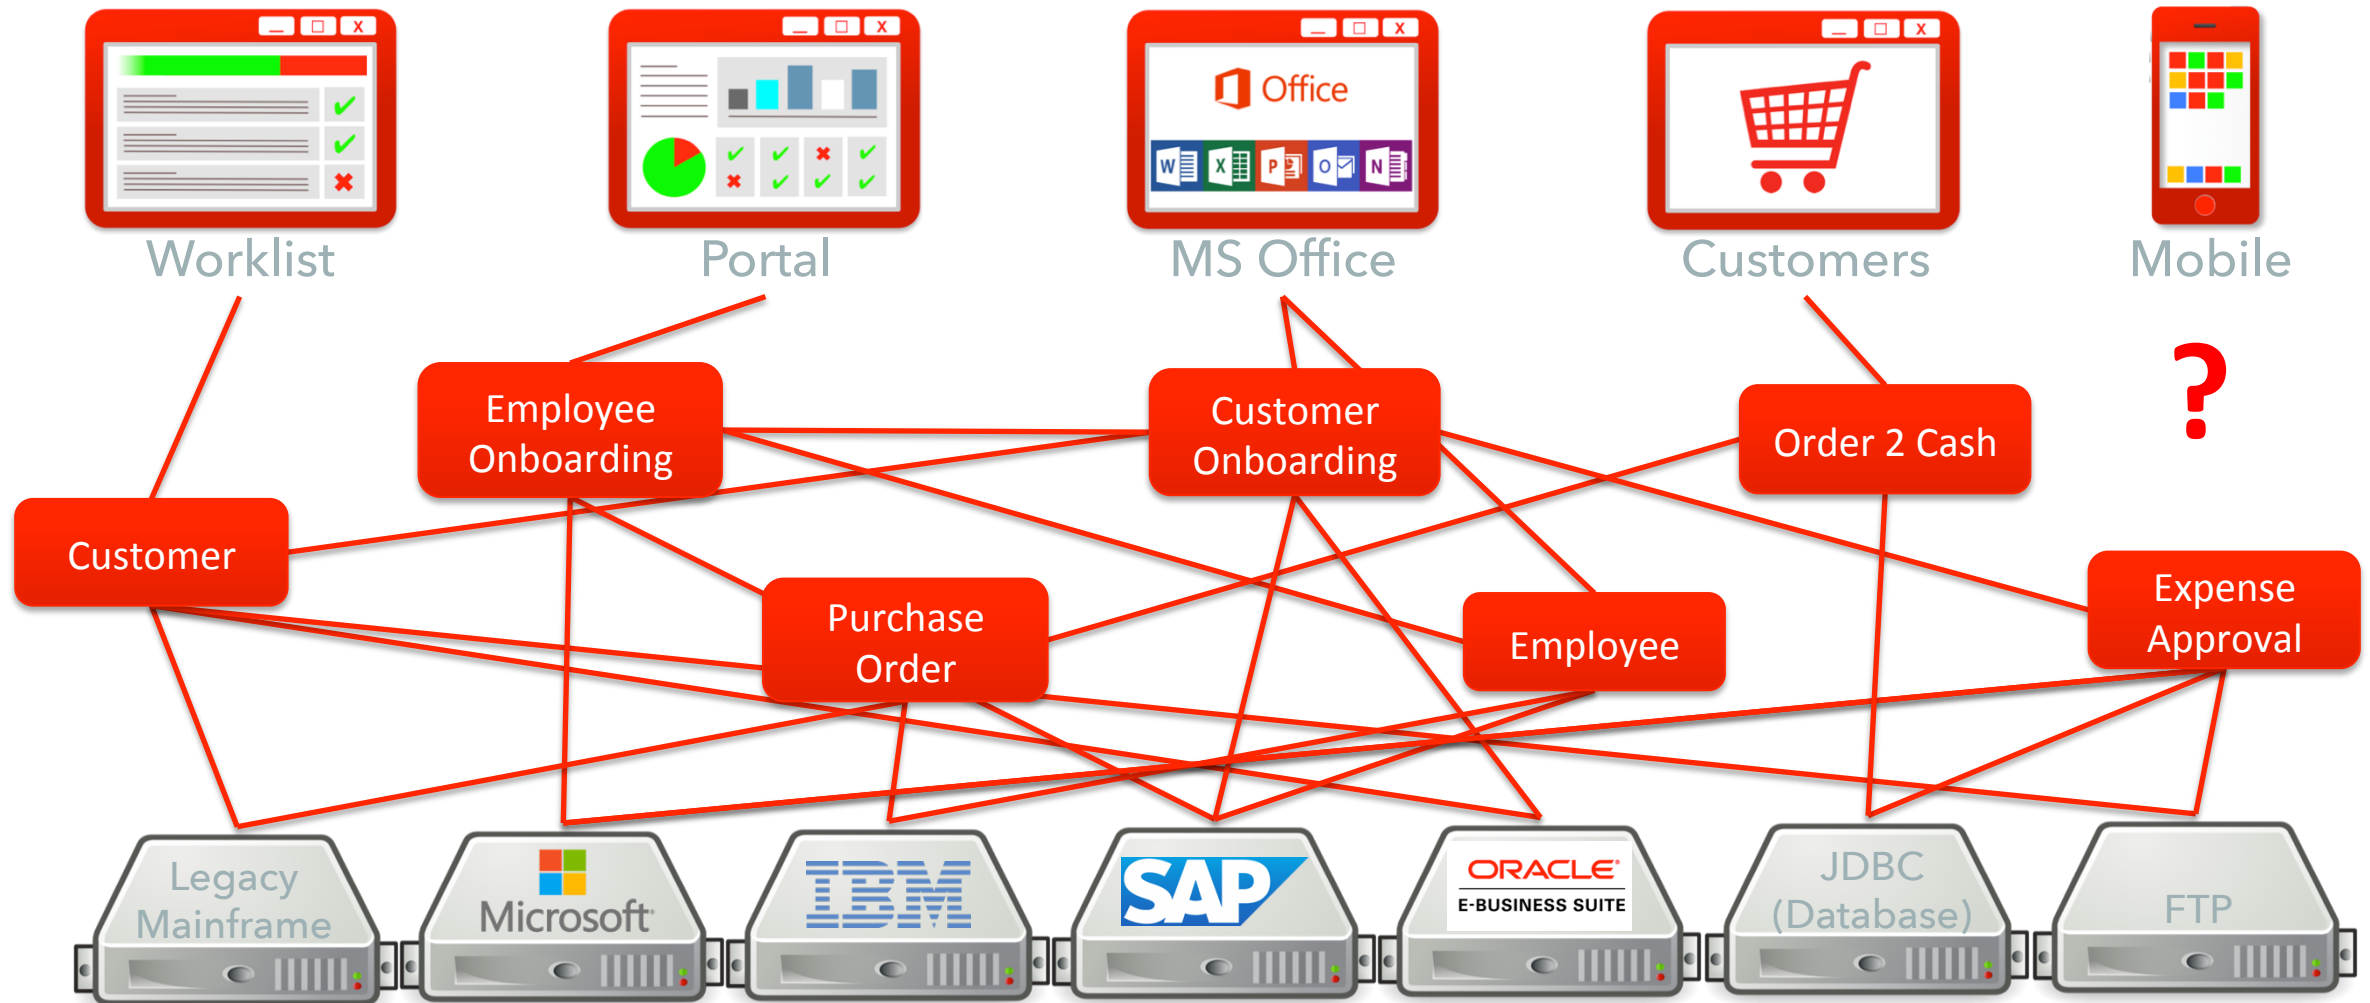 X
X
X
X
Office
W
X
P
O
N
Worklist
Portal
MS Office
Customers
Mobile
?
Employee
Onboarding
Customer
Onboarding
Order 2 Cash
Customer
Purchase
Order
Employee
Expense
Approval
Legacy
Mainframe
Microsoft
IBM
SAP
ORACLE
E-BUSINESS SUITE
JDBC
(Database)
FTP